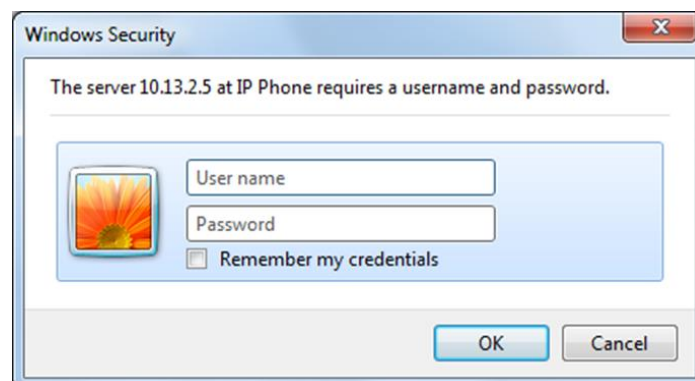 Windows Security
The server 10.13.2.5 at IP Phone requires a username and password.
User name
Password
Remember my credentials
OK
Cancel